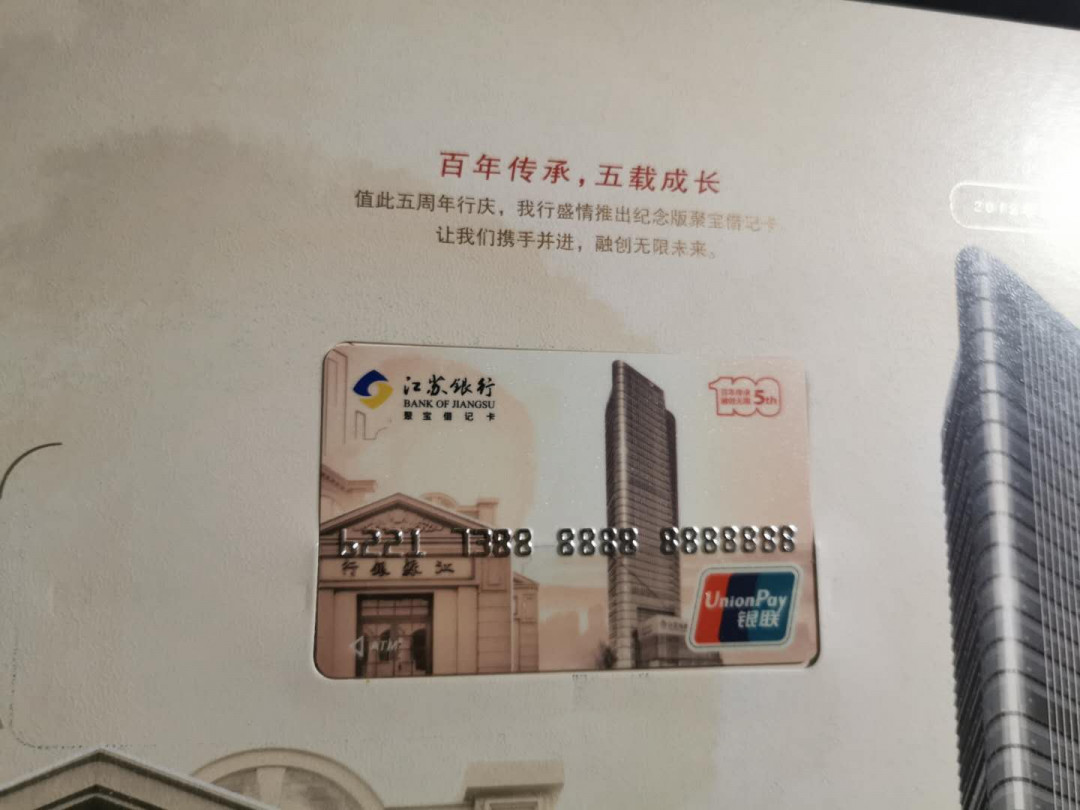 百年传承，五载成长
值此五周年行庆，我行盛情推出纪念版聚宝借记卡
让我们携手并进，融创无限未来。
江苏银行
BANK OF JIANGSU
聚宝借记卡
100
5th
6221 7388 8888 8888888
行银苏江
UnionPay
银联
ATM